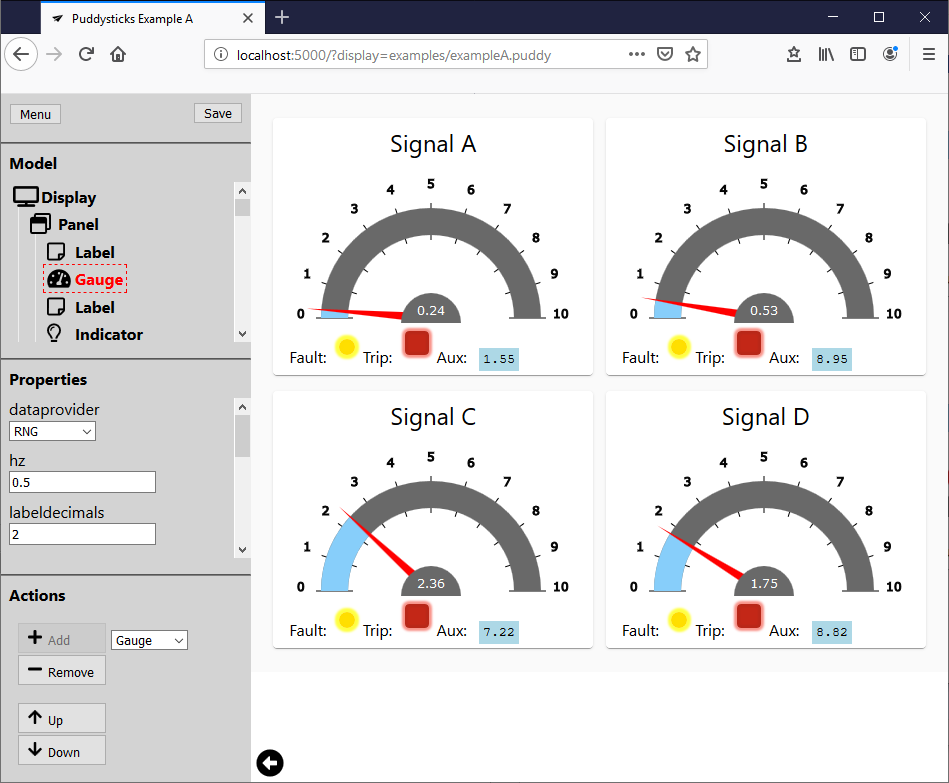 Puddysticks Example A
localhost:5000/?display=examples/exampleA.puddy
Menu
Save
Model
Display
Panel
Label
Gauge
Label
Indicator
Properties
dataprovider
RNG
hz
0.5
labeldecimals
2
Actions
Add
Gauge
Remove
Up
Down
Signal A
0 1 2 3 4 5 6 7 8 9 10
0.24
Fault: Trip: Aux: 1.55
Signal B
0 1 2 3 4 5 6 7 8 9 10
0.53
Fault: Trip: Aux: 8.95
Signal C
0 1 2 3 4 5 6 7 8 9 10
2.36
Fault: Trip: Aux: 7.22
Signal D
0 1 2 3 4 5 6 7 8 9 10
1.75
Fault: Trip: Aux: 8.82